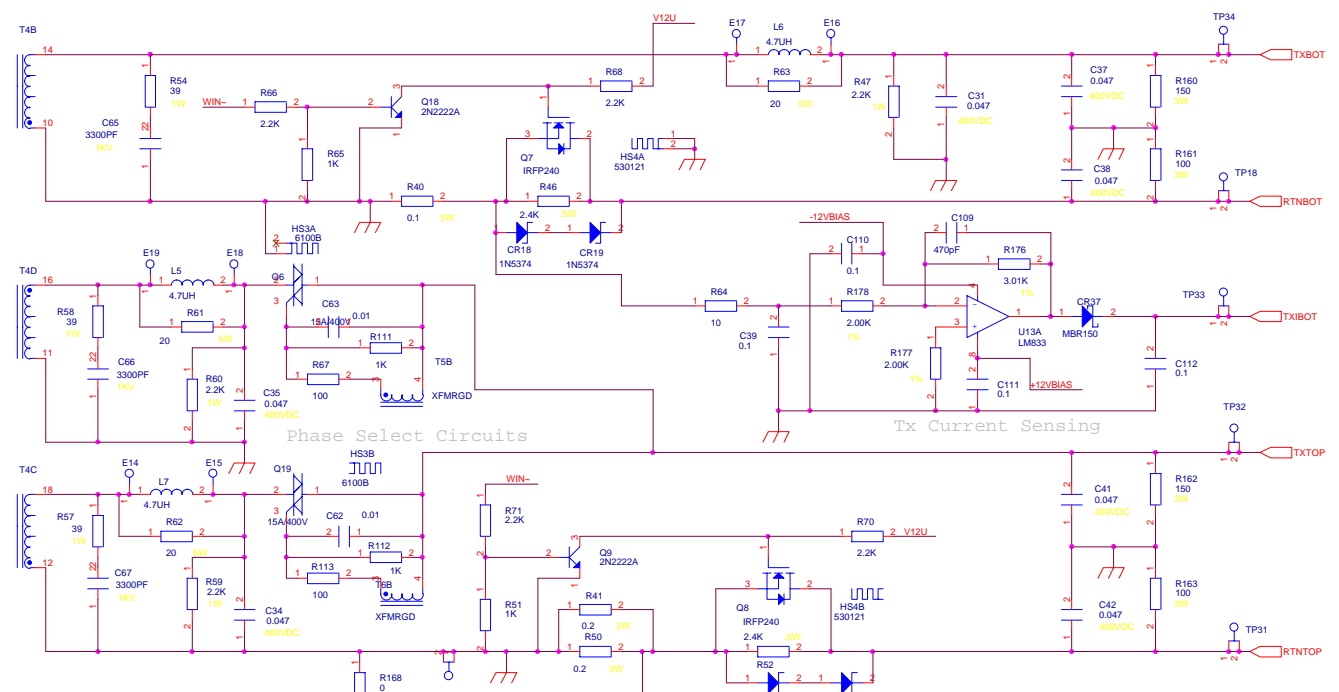 T4B
14
10
R54
39
1W
C65
3300PF
1KV
WIN~
R66
2.2K
R65
1K
Q18
2N2222A
R68
2.2K
V12U
Q7
IRFP240
HS4A
530121
R40
0.1
5W
R46
2.4K
.5W
CR18
1N5374
CR19
1N5374
E17
L6
4.7UH
E16
R63
20
5W
R47
2.2K
1W
C31
0.047
400VDC
C37
0.047
400VDC
R160
150
3W
C38
0.047
400VDC
R161
100
3W
TP34
TXBOT
TP18
RTNBOT
HS3A
6100B
T4D
16
11
E19
L5
4.7UH
E18
R58
39
1W
C66
3300PF
1KV
R61
20
5W
R60
2.2K
1W
C35
0.047
400VDC
Q6
15A/400V
C63
0.01
R111
1K
R67
100
T5B
XFMRGD
Phase Select Circuits
-12VBIAS
C110
0.1
C109
470pF
R176
3.01K
1%
R64
10
C39
0.1
R178
2.00K
1%
R177
2.00K
1%
U13A
LM833
C111
0.1
+12VBIAS
CR37
MBR150
C112
0.1
TP33
TXIBOT
Tx Current Sensing
TP32
TXTOP
T4C
18
12
E14
L7
4.7UH
E15
R57
39
1W
C67
3300PF
1KV
R62
20
5W
R59
2.2K
1W
C34
0.047
400VDC
Q19
15A/400V
HS3B
6100B
C62
0.01
R112
1K
R113
100
T6B
XFMRGD
WIN~
R71
2.2K
R51
1K
Q9
2N2222A
R41
0.2
3W
R50
0.2
3W
R70
2.2K
V12U
Q8
IRFP240
HS4B
530121
2.4K
.5W
R52
C41
0.047
400VDC
R162
150
3W
C42
0.047
400VDC
R163
100
3W
TP31
RTNTOP
R168
0